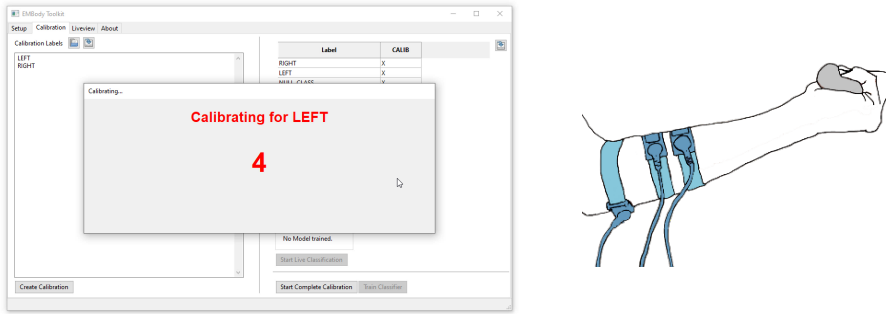 EMBody Toolkit
Setup Calibration Liveview About
Calibration Labels
LEFT
RIGHT
Label CALIB
RIGHT X
LEFT X
NULL_CLASS X
Calibrating...
Calibrating for LEFT
4
No Model trained.
Start Live Classification
Create Calibration
Start Complete Calibration Train Classifier